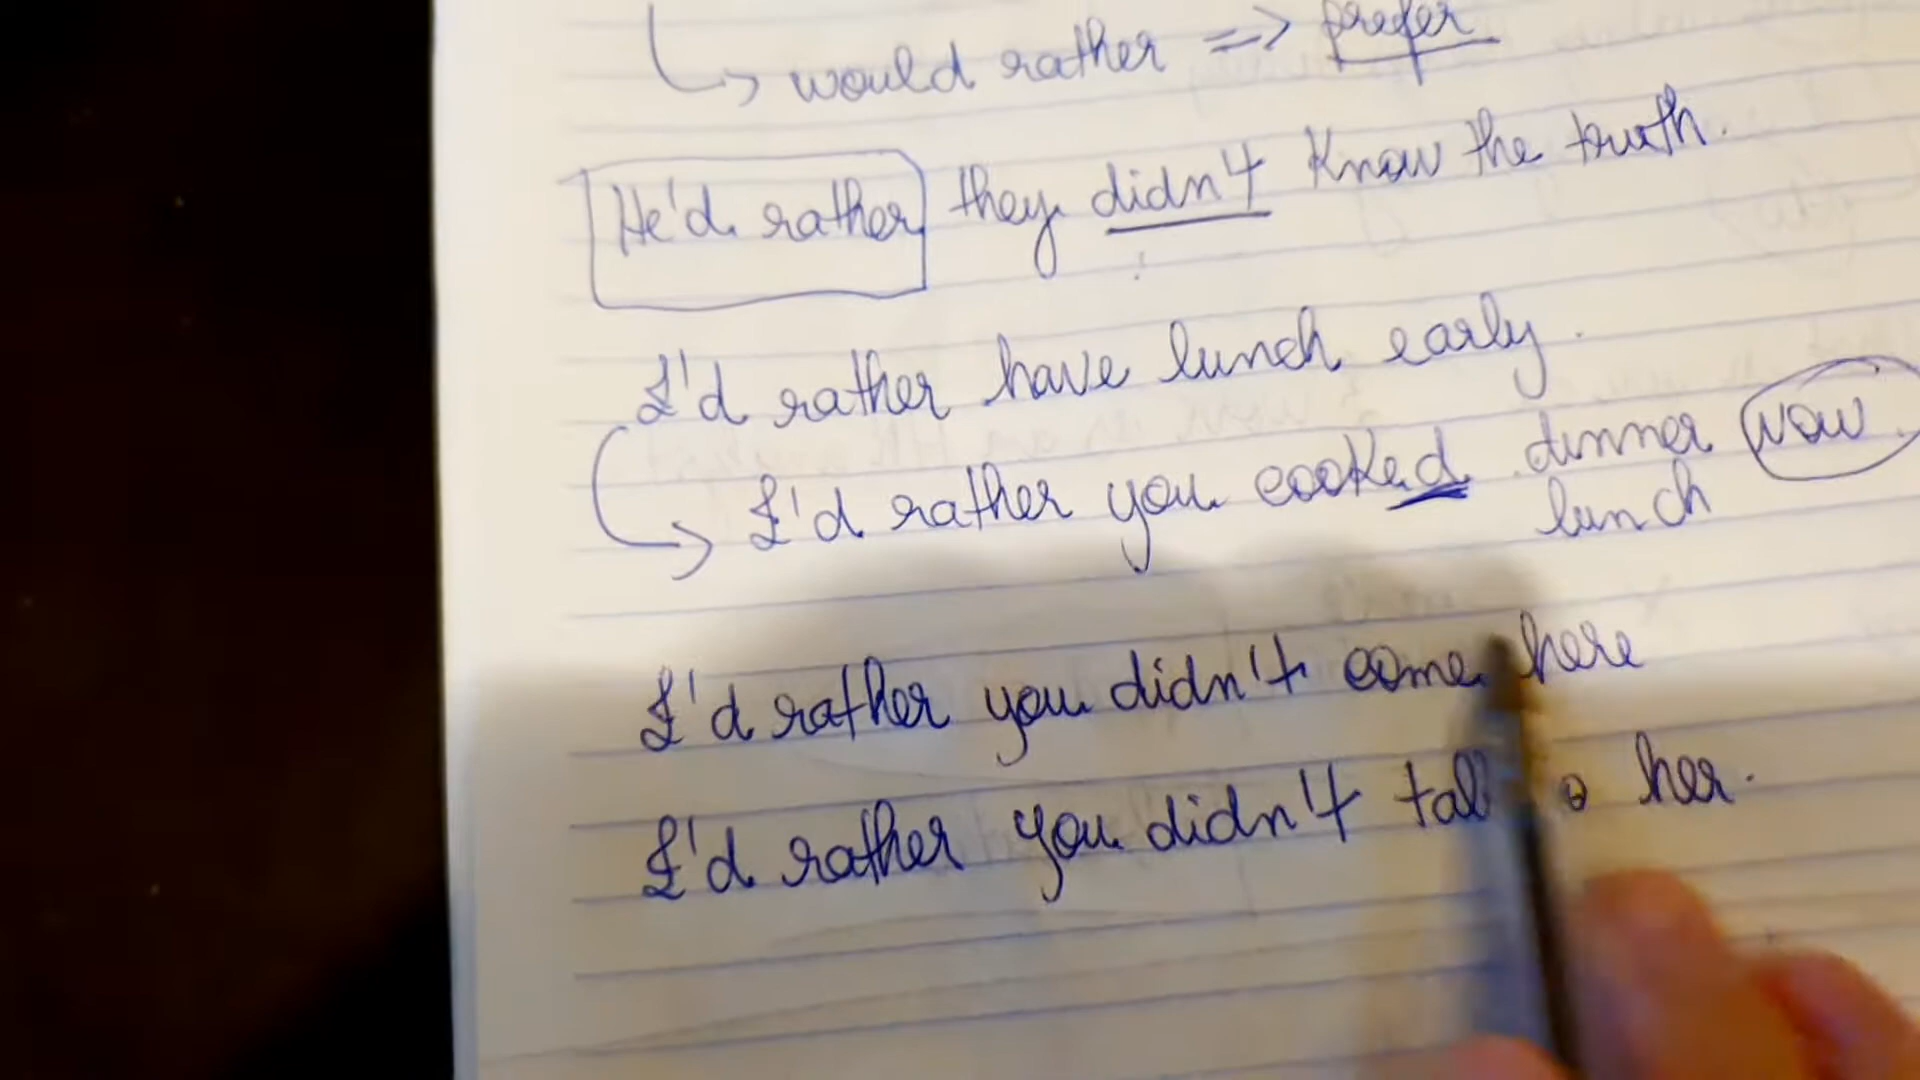 ↳ would rather => prefer
He'd rather they didn't know the truth.
I'd rather have lunch early.
↳ I'd rather you cooked dinner now.
lunch
I'd rather you didn't come here
I'd rather you didn't her.